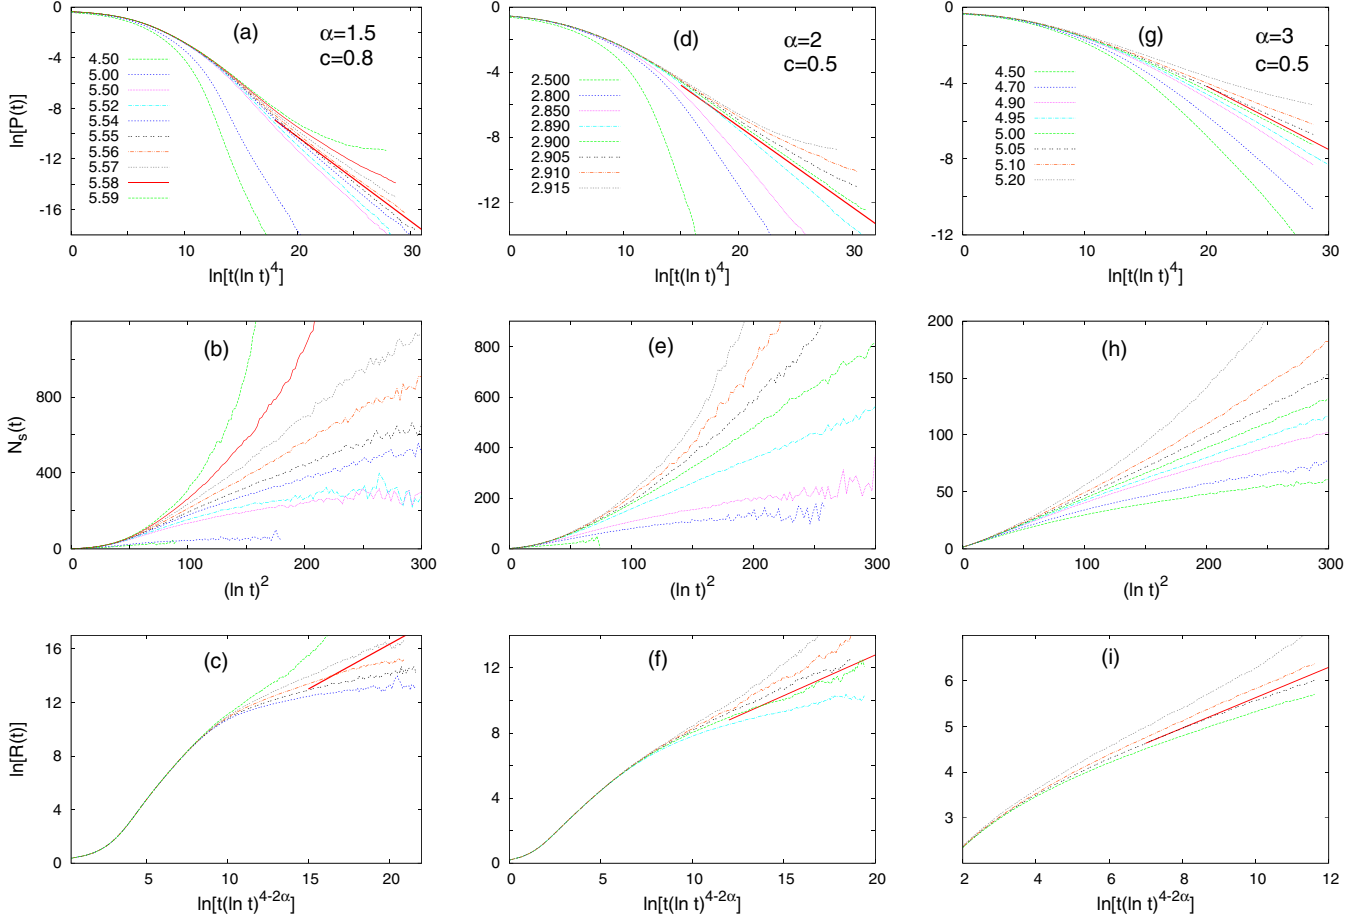 (a)
α=1.5
c=0.8
4.50
5.00
5.50
5.52
5.54
5.55
5.56
5.57
5.58
5.59
0
-4
-8
-12
-16
ln[P(t)]
0 10 20 30
ln[t(ln t)^4]
(d)
α=2
c=0.5
2.500
2.800
2.850
2.890
2.900
2.905
2.910
2.915
0
-4
-8
-12
0 10 20 30
ln[t(ln t)^4]
(g)
α=3
c=0.5
4.50
4.70
4.90
4.95
5.00
5.05
5.10
5.20
0
-4
-8
-12
0 10 20 30
ln[t(ln t)^4]
(b)
800
400
0
N_s(t)
0 100 200 300
(ln t)^2
(e)
800
600
400
200
0
0 100 200 300
(ln t)^2
(h)
200
150
100
50
0
0 100 200 300
(ln t)^2
(c)
16
12
8
4
0
ln[R(t)]
5 10 15 20
ln[t(ln t)^{4-2α}]
(f)
12
8
4
0
0 5 10 15 20
ln[t(ln t)^{4-2α}]
(i)
6
5
4
3
2 4 6 8 10 12
ln[t(ln t)^{4-2α}]